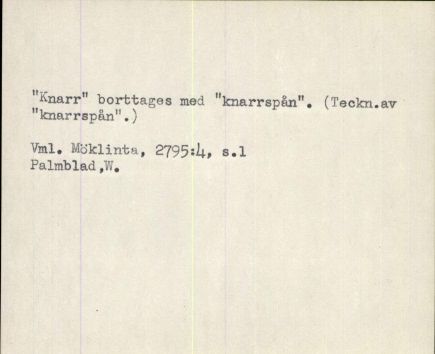 "Knarr" borttages med "knarrspån". (Teckn.av
"knarrspån".)
Vml. Möklinta, 2795:4, s.1
Palmblad,W.